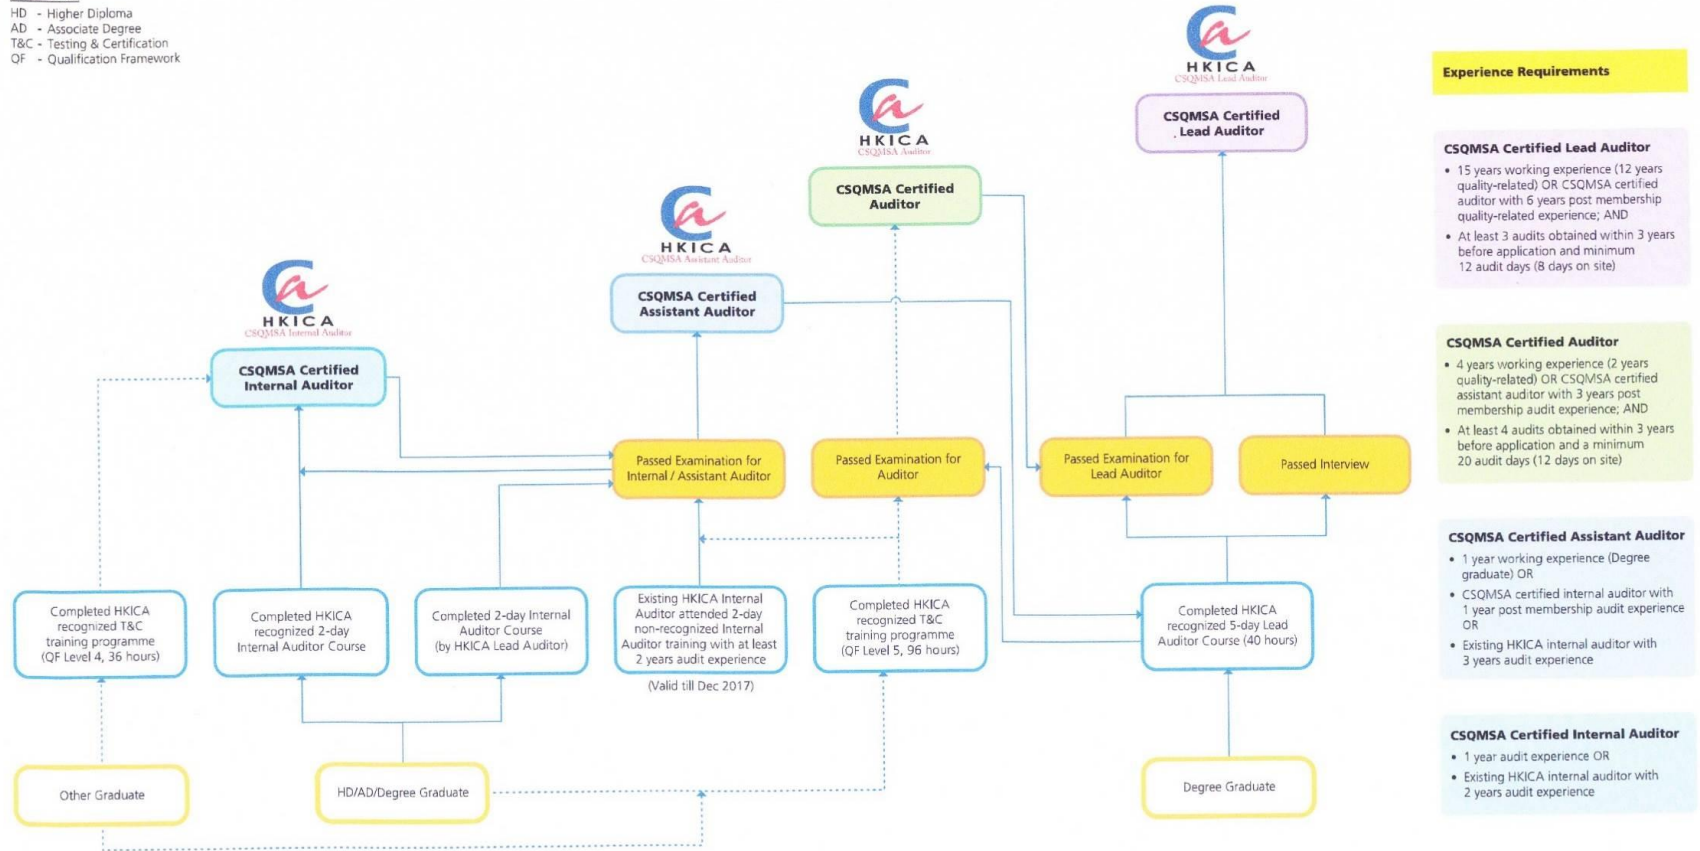 HD - Higher Diploma
AD - Associate Degree
T&C - Testing & Certification
QF - Qualification Framework
HKICA
CSQMSA Lead Auditor
CSQMSA Certified
Lead Auditor
HKICA
CSQMSA Auditor
CSQMSA Certified
Auditor
HKICA
CSQMSA Assistant Auditor
CSQMSA Certified
Assistant Auditor
HKICA
CSQMSA Internal Auditor
CSQMSA Certified
Internal Auditor
Passed Examination for
Internal / Assistant Auditor
Passed Examination for
Auditor
Passed Examination for
Lead Auditor
Passed Interview
Completed HKICA
recognized T&C
training programme
(QF Level 4, 36 hours)
Completed HKICA
recognized 2-day
Internal Auditor Course
Completed 2-day Internal
Auditor Course
(by HKICA Lead Auditor)
Existing HKICA Internal
Auditor attended 2-day
non-recognized Internal
Auditor training with at least
2 years audit experience
(Valid till Dec 2017)
Completed HKICA
recognized T&C
training programme
(QF Level 5, 96 hours)
Completed HKICA
recognized 5-day Lead
Auditor Course (40 hours)
Other Graduate
HD/AD/Degree Graduate
Degree Graduate
Experience Requirements
CSQMSA Certified Lead Auditor
• 15 years working experience (12 years
quality-related) OR CSQMSA certified
auditor with 6 years post membership
quality-related experience; AND
• At least 3 audits obtained within 3 years
before application and minimum
12 audit days (8 days on site)
CSQMSA Certified Auditor
• 4 years working experience (2 years
quality-related) OR CSQMSA certified
assistant auditor with 3 years post
membership audit experience; AND
• At least 4 audits obtained within 3 years
before application and a minimum
20 audit days (12 days on site)
CSQMSA Certified Assistant Auditor
• 1 year working experience (Degree
graduate) OR
• CSQMSA certified internal auditor with
1 year post membership audit experience
OR
• Existing HKICA internal auditor with
3 years audit experience
CSQMSA Certified Internal Auditor
• 1 year audit experience OR
• Existing HKICA internal auditor with
2 years audit experience